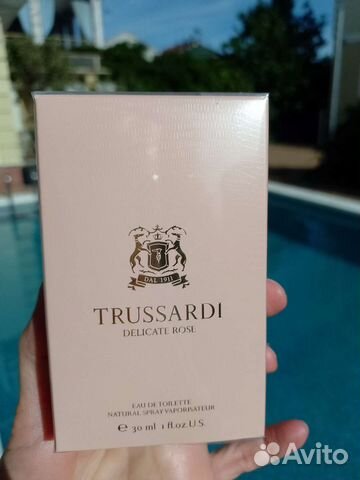 DAL 1911
TRUSSARDI
DELICATE ROSE
EAU DE TOILETTE
NATURAL SPRAY VAPORISATEUR
℮ 30 ml 1 fl.oz.U.S.
Avito